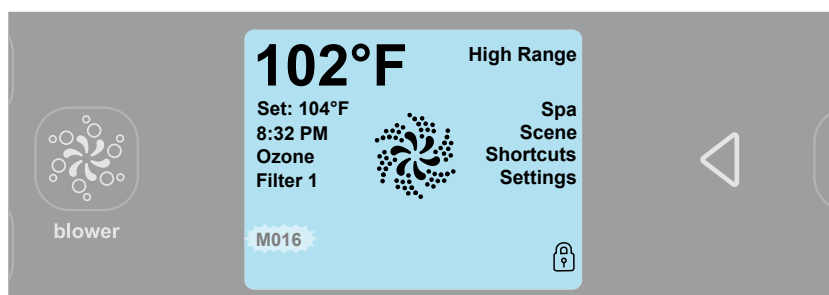 102°F
High Range
Set: 104°F
8:32 PM
Ozone
Filter 1
Spa
Scene
Shortcuts
Settings
M016
blower